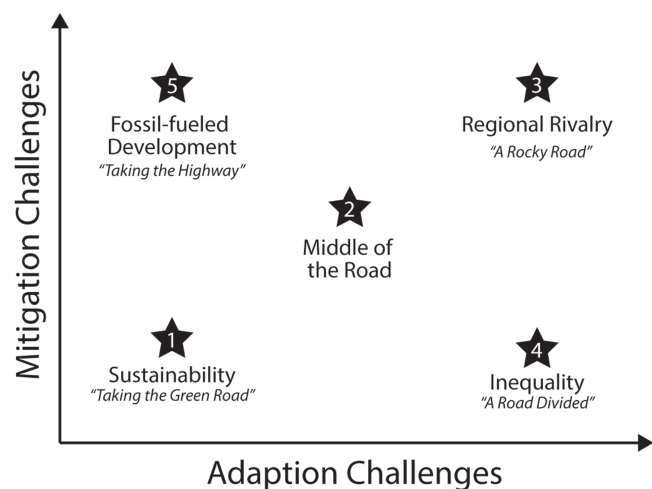 Mitigation Challenges
5
Fossil-fueled
Development
“Taking the Highway”
3
Regional Rivalry
“A Rocky Road”
2
Middle of
the Road
1
Sustainability
“Taking the Green Road”
4
Inequality
“A Road Divided”
Adaption Challenges